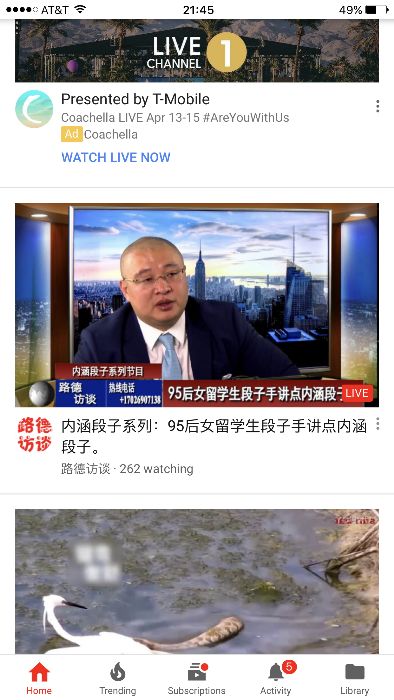 AT&T
21:45
49%
LIVE
CHANNEL
1
Presented by T-Mobile
Coachella LIVE Apr 13-15 #AreYouWithUs
Ad Coachella
WATCH LIVE NOW
内涵段子系列节目
路德
访谈
热线电话
+17026907138
95后女留学生段子手讲点内涵段子
LIVE
路德
访谈
内涵段子系列：95后女留学生段子手讲点内涵
段子。
路德访谈 · 262 watching
5
Home
Trending
Subscriptions
Activity
Library